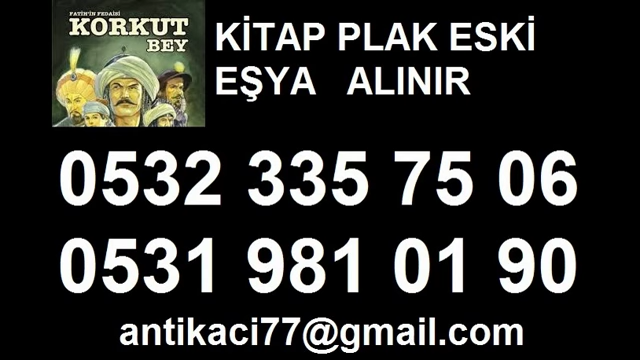 FATİH'İN FEDAİSİ
KORKUT
BEY
KİTAP PLAK ESKİ
EŞYA ALINIR
0532 335 75 06
0531 981 01 90
antikaci77@gmail.com